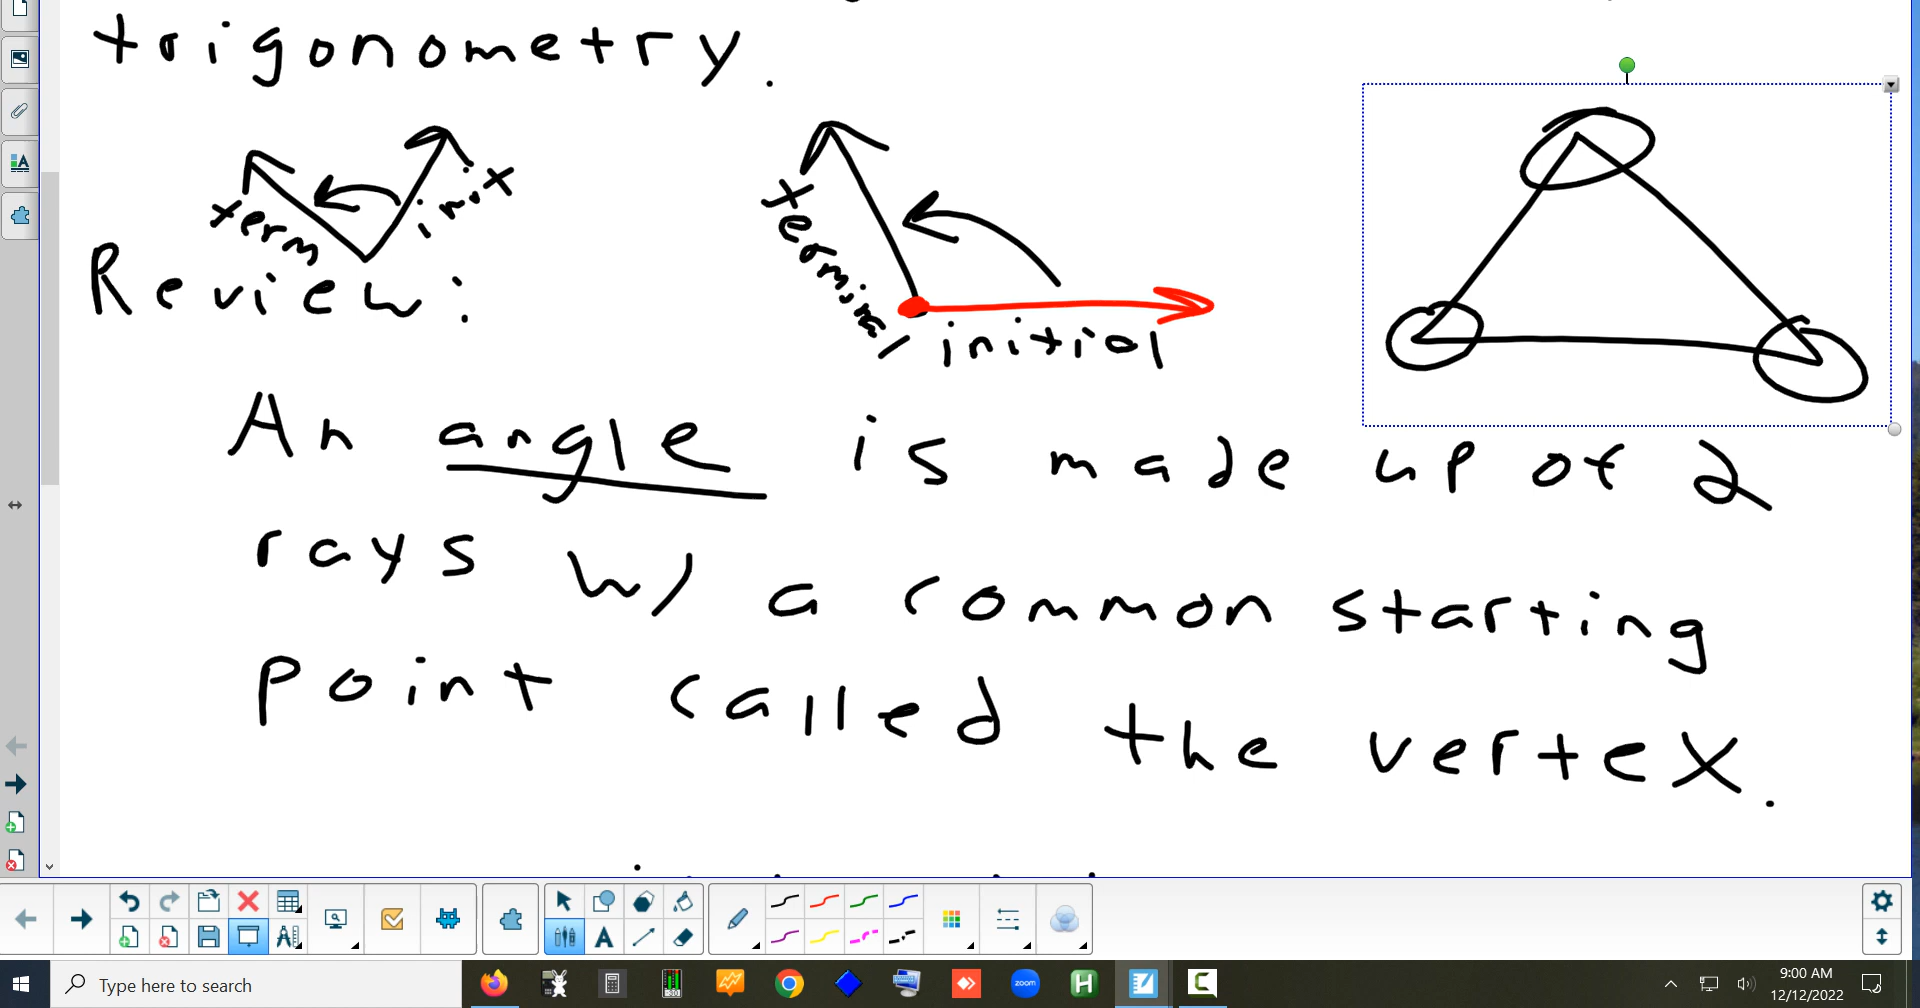 trigonometry.
term
init
terminal
initial
Review:
An angle is made up of 2
rays w/ a common starting
point called the vertex.
A
A
zoom
H
C
Type here to search
9:00 AM
12/12/2022